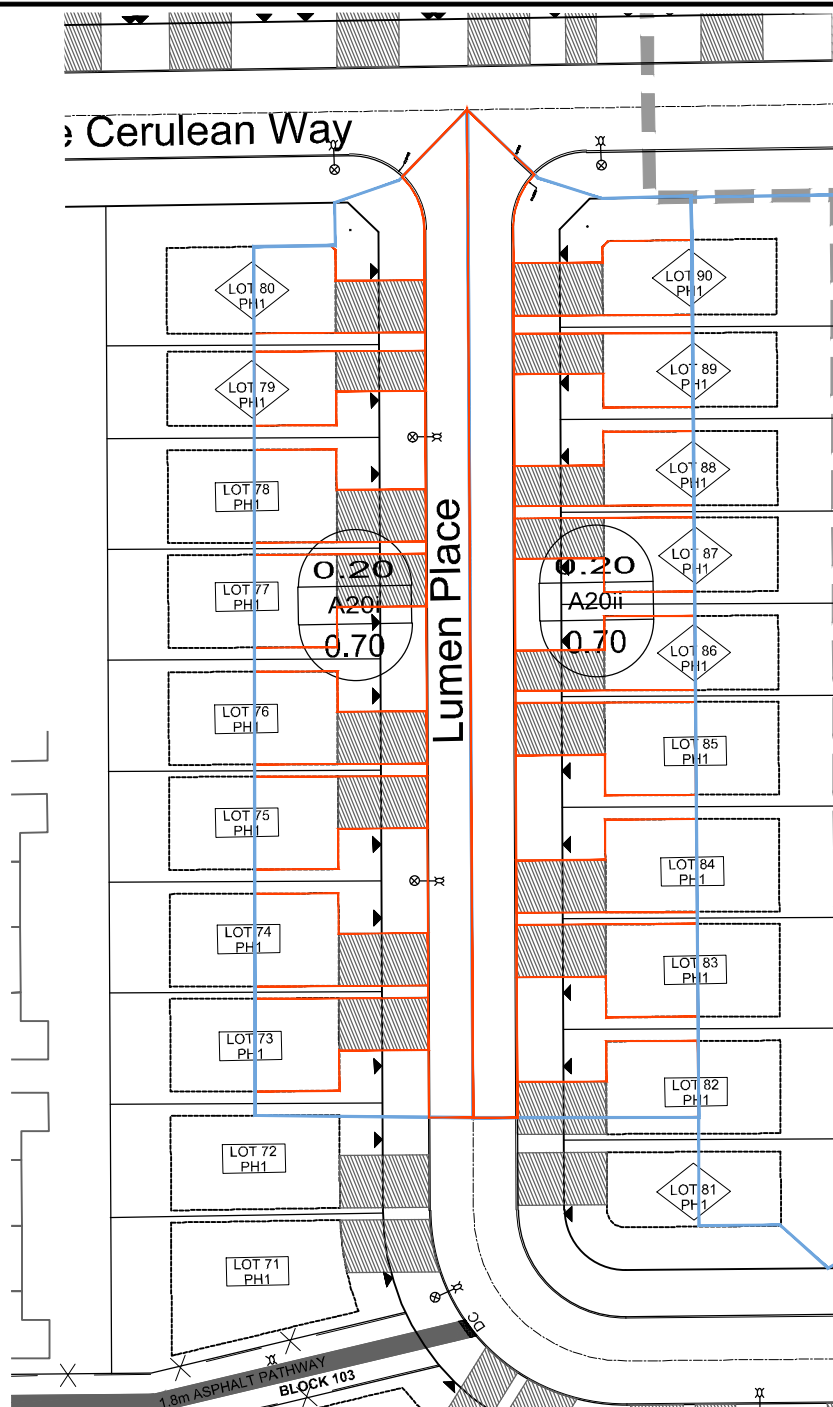 e Cerulean Way
LOT 80
PH1
LOT 90
PH1
LOT 79
PH1
LOT 89
PH1
LOT 78
PH1
LOT 88
PH1
LOT 77
PH1
LOT 87
PH1
0.20
A20i
0.70
Lumen Place
0.20
A20ii
0.70
LOT 86
PH1
LOT 76
PH1
LOT 85
PH1
LOT 75
PH1
LOT 84
PH1
LOT 74
PH1
LOT 83
PH1
LOT 73
PH1
LOT 82
PH1
LOT 72
PH1
LOT 81
PH1
LOT 71
PH1
DC
1.8m ASPHALT PATHWAY
BLOCK 103